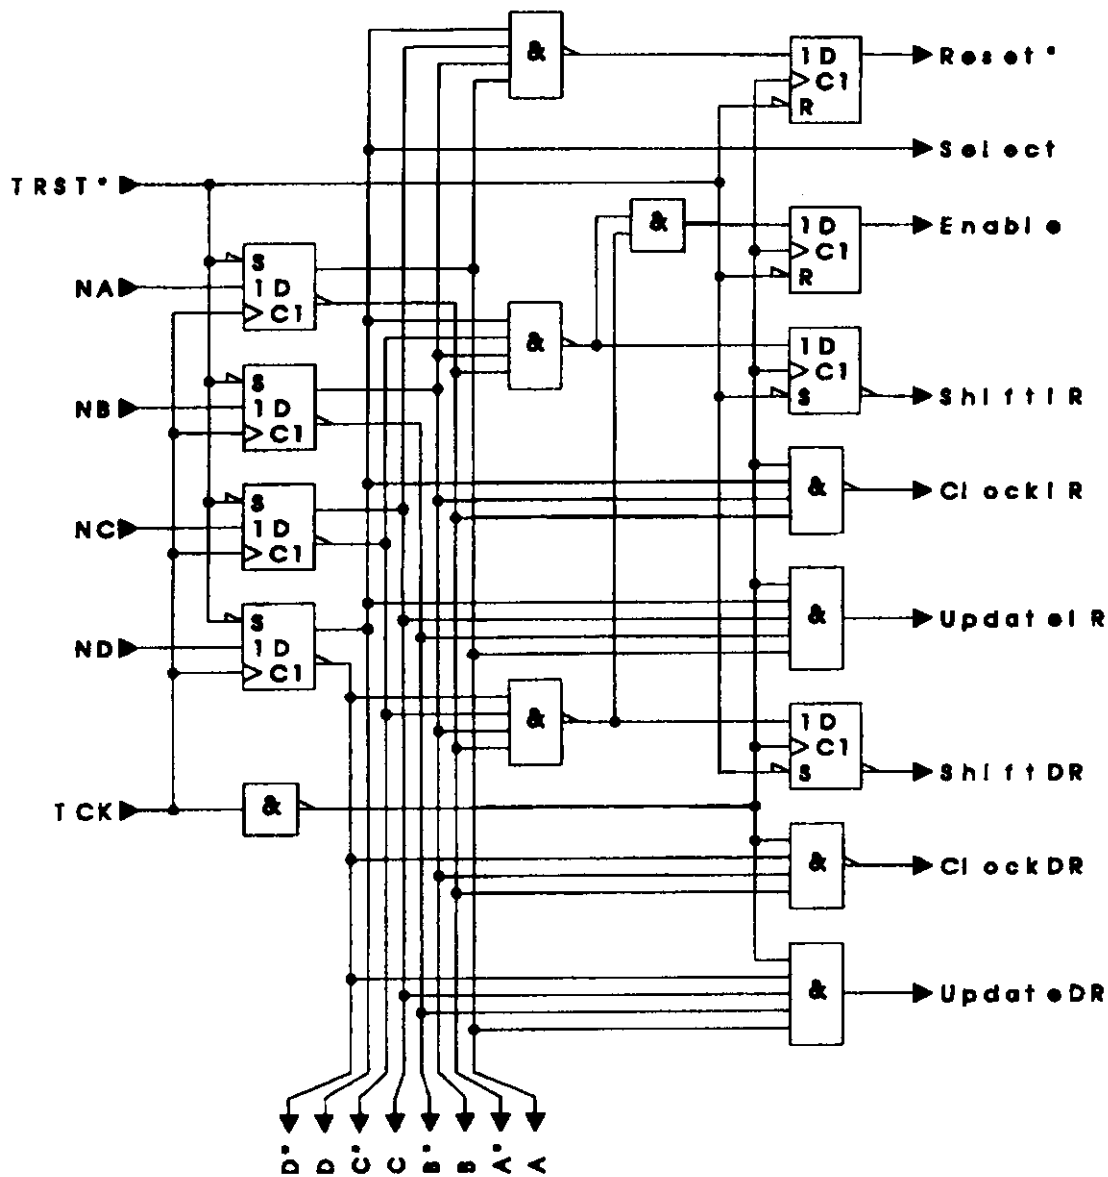 &
1D
C1
R
Reset*
Select
TRST*
&
1D
C1
R
Enable
S
1D
C1
NA
&
1D
C1
S
ShiftIR
S
1D
C1
NB
&
ClockIR
S
1D
C1
NC
&
UpdateIR
S
1D
C1
ND
&
1D
C1
S
ShiftDR
TCK
&
&
ClockDR
&
UpdateDR
D*
D
C*
C
B*
B
A*
A